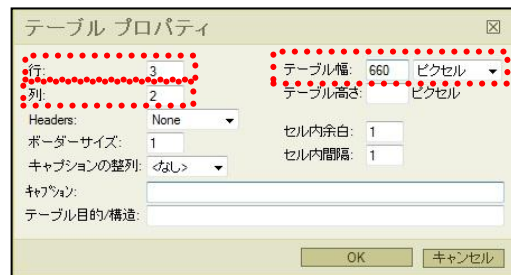 テーブル プロパティ
行: 3
テーブル幅: 660 ピクセル
列: 2
テーブル高さ: ピクセル
Headers: None
セル内余白: 1
ボーダーサイズ: 1
セル内間隔: 1
キャプションの整列: <なし>
ｷｬﾌﾟｼｮﾝ:
テーブル目的/構造:
OK キャンセル